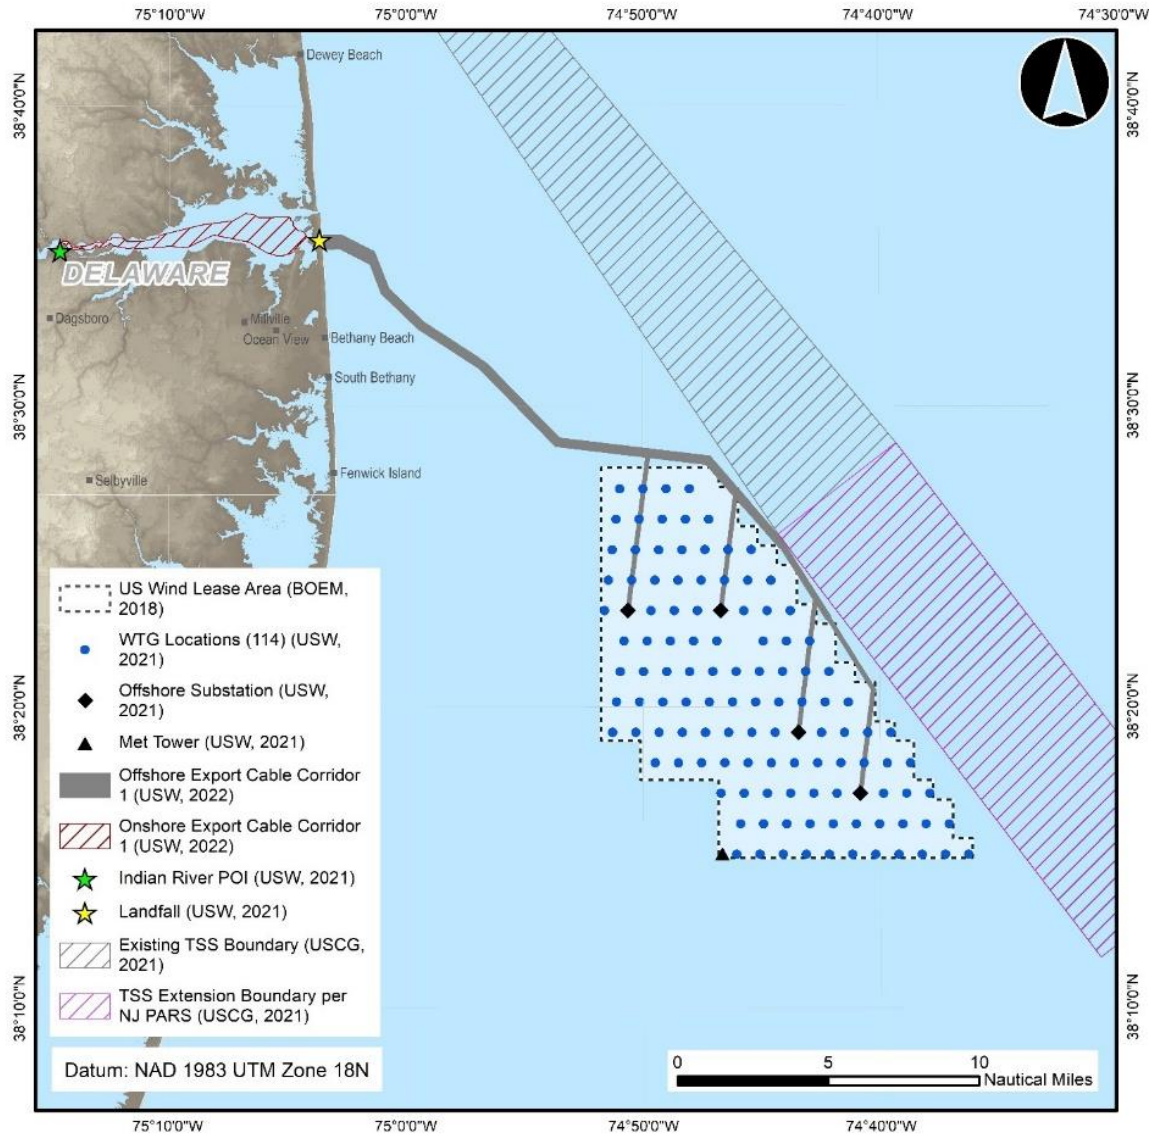 75°10'0"W 75°0'0"W 74°50'0"W 74°40'0"W 74°30'0"W
38°40'0"N
38°30'0"N
38°20'0"N
38°10'0"N
38°40'0"N
38°30'0"N
38°20'0"N
38°10'0"N
Dewey Beach
DELAWARE
Dagsboro
Millville
Ocean View
Bethany Beach
South Bethany
Fenwick Island
Selbyville
US Wind Lease Area (BOEM,
2018)
WTG Locations (114) (USW,
2021)
Offshore Substation (USW,
2021)
Met Tower (USW, 2021)
Offshore Export Cable Corridor
1 (USW, 2022)
Onshore Export Cable Corridor
1 (USW, 2022)
Indian River POI (USW, 2021)
Landfall (USW, 2021)
Existing TSS Boundary (USCG,
2021)
TSS Extension Boundary per
NJ PARS (USCG, 2021)
Datum: NAD 1983 UTM Zone 18N
0 5 10
Nautical Miles
75°10'0"W 75°0'0"W 74°50'0"W 74°40'0"W